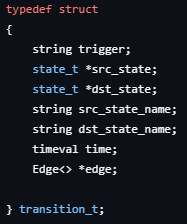 typedef struct
{
    string trigger;
    state_t *src_state;
    state_t *dst_state;
    string src_state_name;
    string dst_state_name;
    timeval time;
    Edge<> *edge;

} transition_t;